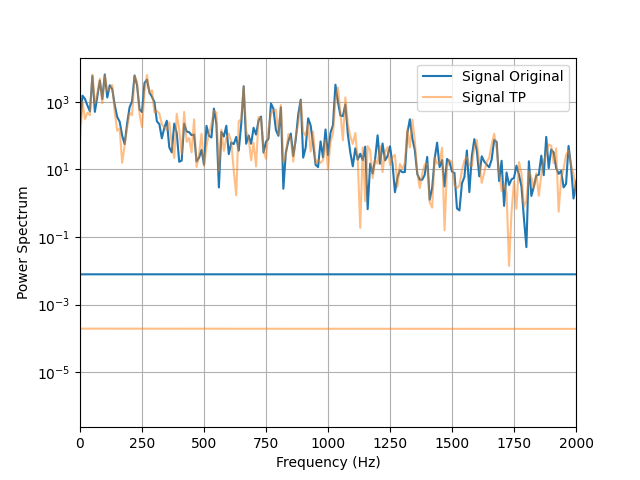 Signal Original
Signal TP
10³
10¹
10⁻¹
10⁻³
10⁻⁵
Power Spectrum
0 250 500 750 1000 1250 1500 1750 2000
Frequency (Hz)